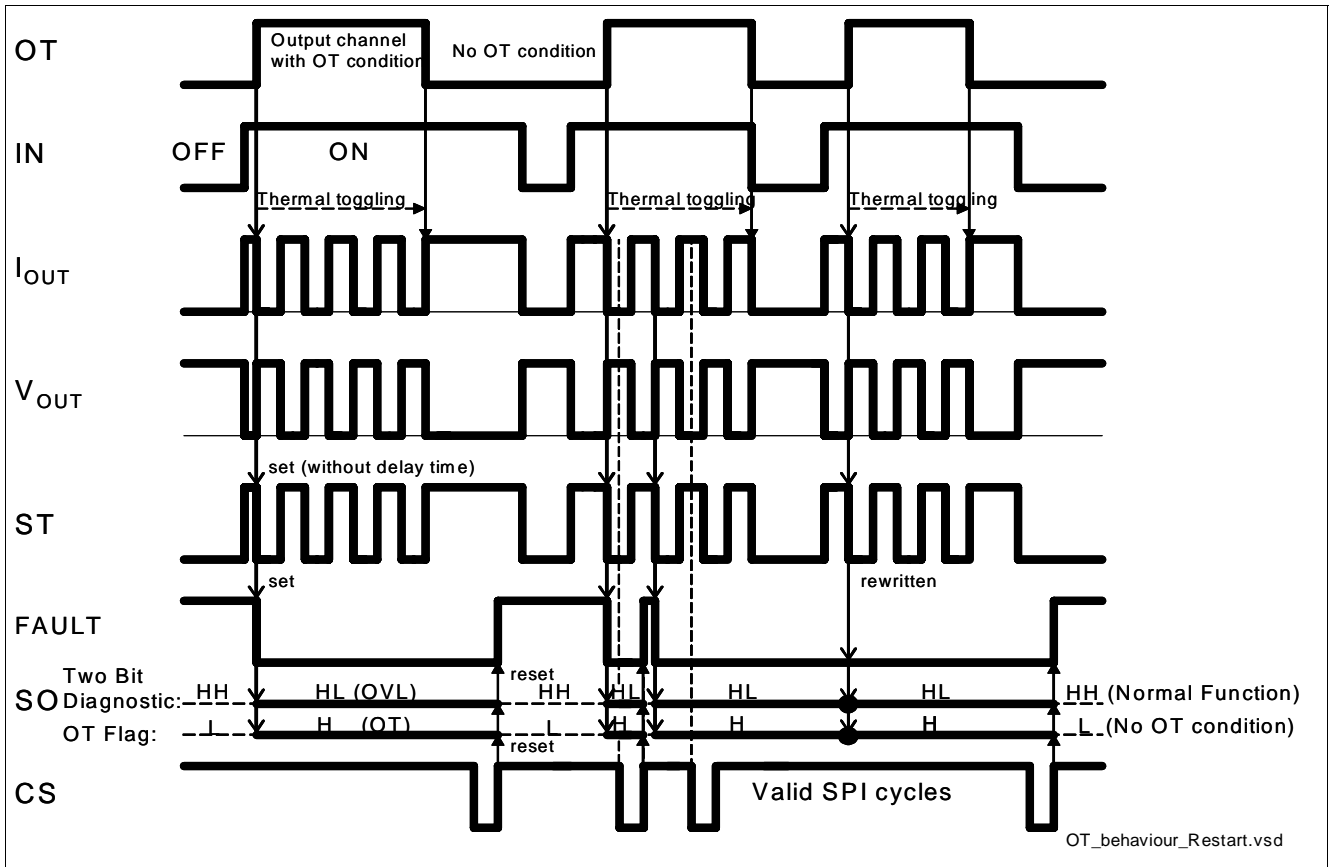 OT
Output channel
with OT condition
No OT condition
IN
OFF
ON
Thermal toggling
Thermal toggling
Thermal toggling
IOUT
VOUT
set (without delay time)
ST
set
rewritten
FAULT
reset
Two Bit
SO Diagnostic: HH HL (OVL) HH HL HL HL HH (Normal Function)
OT Flag: L H (OT) L H H H L (No OT condition)
reset
CS
Valid SPI cycles
OT_behaviour_Restart.vsd